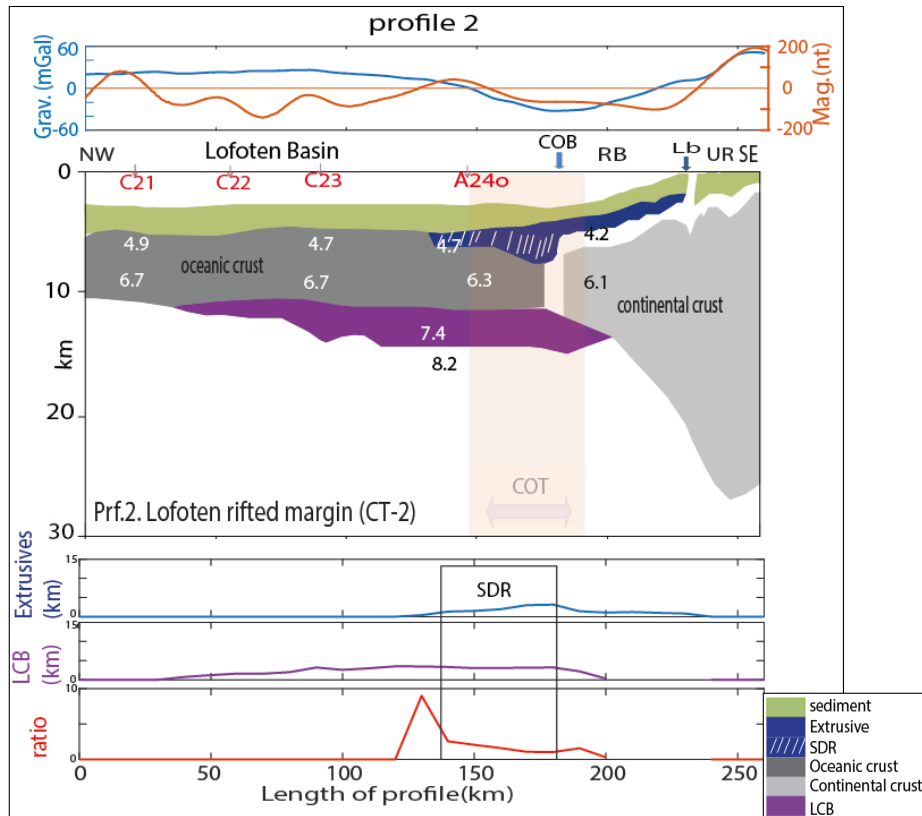 profile 2
60
0
-60
Grav. (mGal)
200
0
-200
Mag.(nt)
NW Lofoten Basin COB RB Lb UR SE
C21 C22 C23 A24o
0
10
20
30
km
4.9 4.7 4.7 4.2
oceanic crust
6.7 6.7 6.3 6.1
continental crust
7.4
8.2
COT
Prf.2. Lofoten rifted margin (CT-2)
15
0
Extrusives
(km)
SDR
15
0
LCB
(km)
10
0
ratio
0 50 100 150 200 250
Length of profile(km)
sediment
Extrusive
SDR
Oceanic crust
Continental crust
LCB